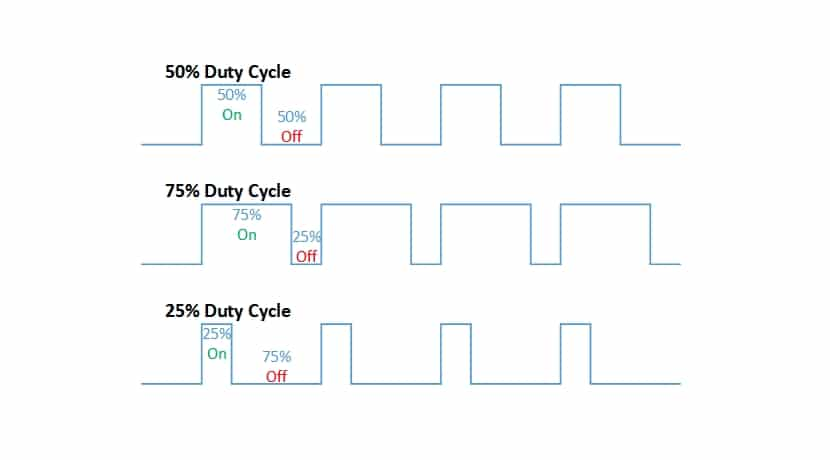 50% Duty Cycle
50%
On
50%
Off
75% Duty Cycle
75%
On
25%
Off
25% Duty Cycle
25%
On
75%
Off